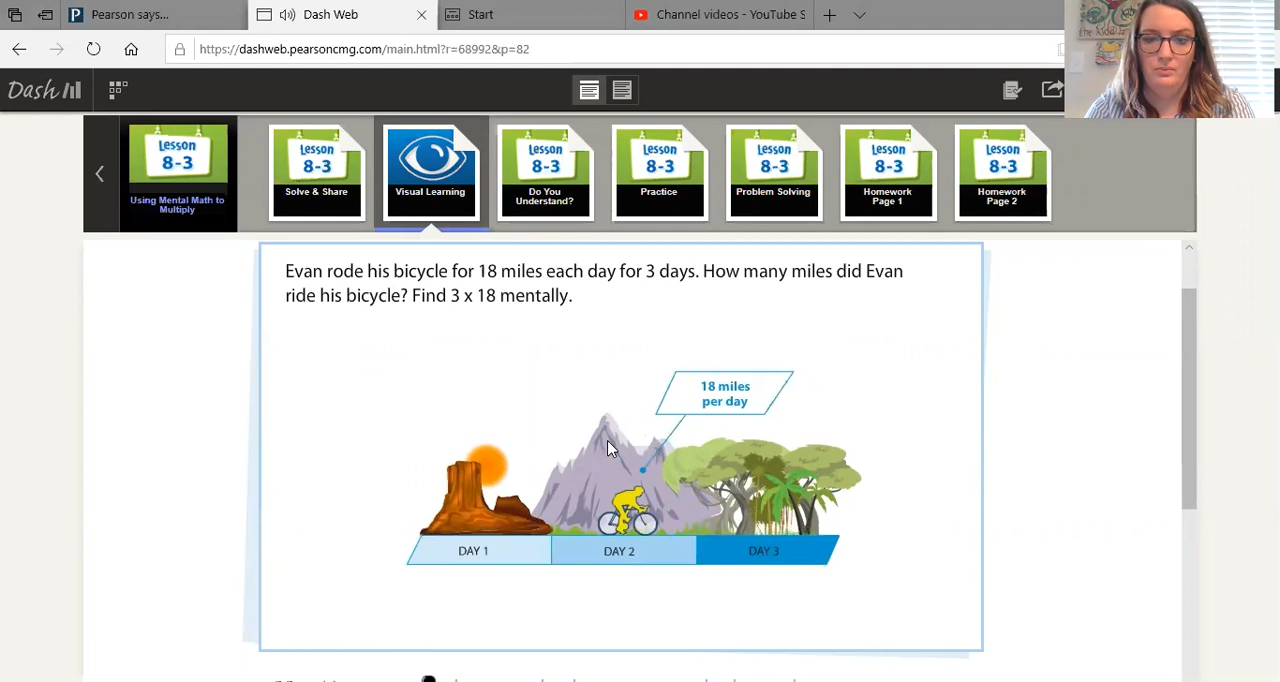 Pearson says...
Dash Web
Start
Channel videos - YouTube S
https://dashweb.pearsoncmg.com/main.html?r=68992&p=82
Dash
Lesson
8-3
Using Mental Math to
Multiply
Lesson
8-3
Solve & Share
Visual Learning
Lesson
8-3
Do You
Understand?
Lesson
8-3
Practice
Lesson
8-3
Problem Solving
Lesson
8-3
Homework
Page 1
Lesson
8-3
Homework
Page 2
Evan rode his bicycle for 18 miles each day for 3 days. How many miles did Evan
ride his bicycle? Find 3 x 18 mentally.
18 miles
per day
DAY 1
DAY 2
DAY 3